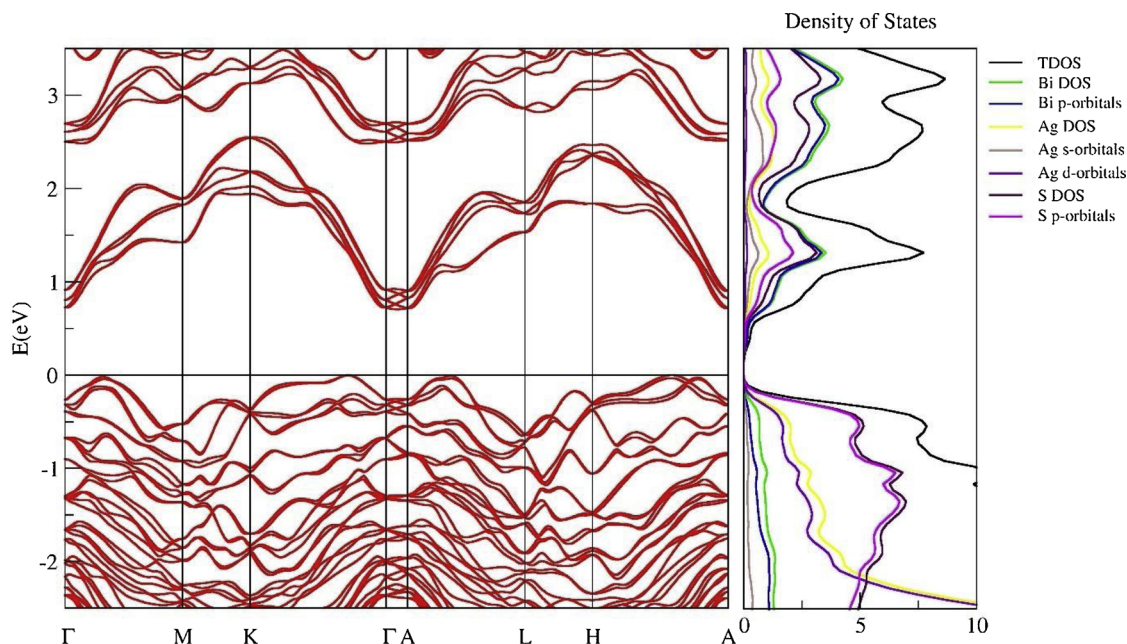 Density of States
E(eV)
3
2
1
0
-1
-2
Γ M K Γ A L H A
0 5 10
TDOS
Bi DOS
Bi p-orbitals
Ag DOS
Ag s-orbitals
Ag d-orbitals
S DOS
S p-orbitals